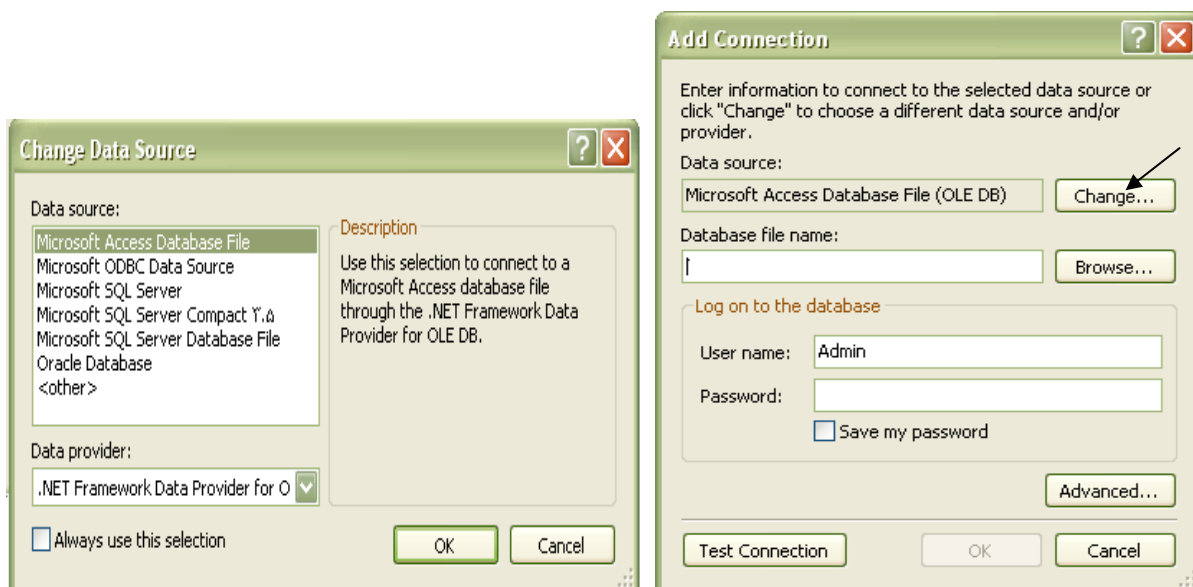 Change Data Source
Data source:
Microsoft Access Database File
Microsoft ODBC Data Source
Microsoft SQL Server
Microsoft SQL Server Compact ۳.۵
Microsoft SQL Server Database File
Oracle Database
<other>
Description
Use this selection to connect to a
Microsoft Access database file
through the .NET Framework Data
Provider for OLE DB.
Data provider:
.NET Framework Data Provider for O
Always use this selection
OK
Cancel
Add Connection
Enter information to connect to the selected data source or
click "Change" to choose a different data source and/or
provider.
Data source:
Microsoft Access Database File (OLE DB)
Change...
Database file name:
Browse...
Log on to the database
User name:
Admin
Password:
Save my password
Advanced...
Test Connection
OK
Cancel